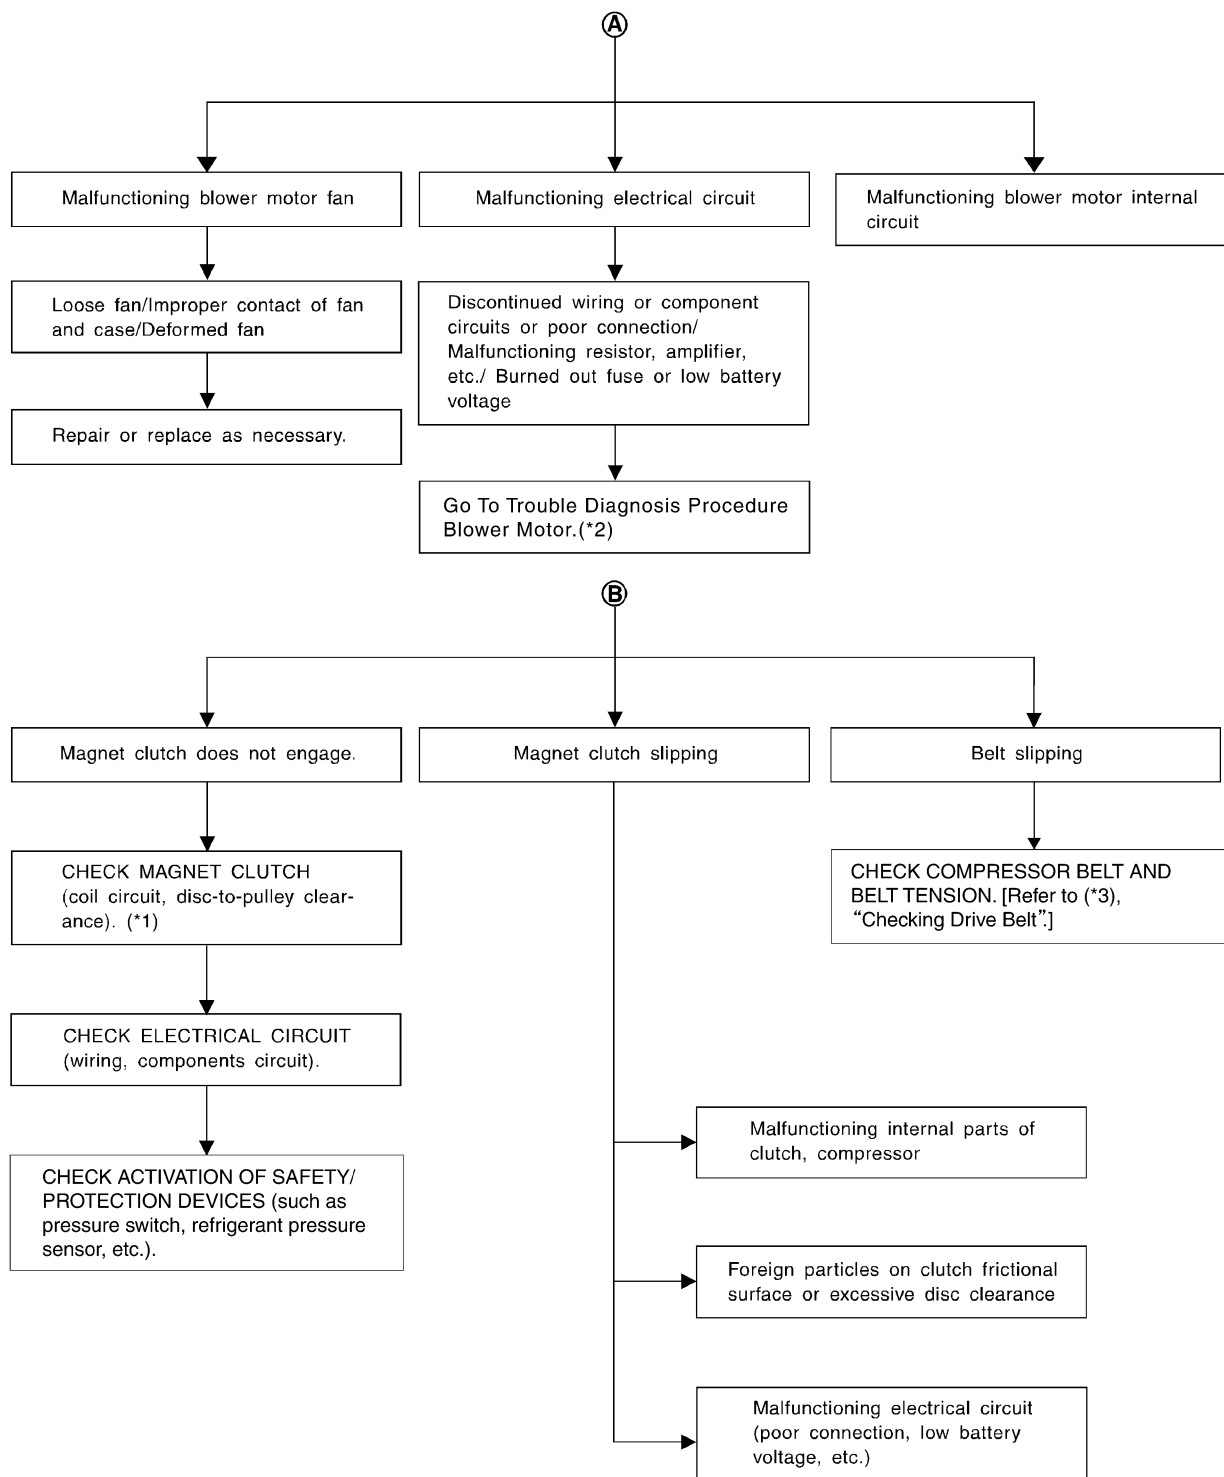 A
Malfunctioning blower motor fan
Malfunctioning electrical circuit
Malfunctioning blower motor internal
circuit
Loose fan/Improper contact of fan
and case/Deformed fan
Discontinued wiring or component
circuits or poor connection/
Malfunctioning resistor, amplifier,
etc./ Burned out fuse or low battery
voltage
Repair or replace as necessary.
Go To Trouble Diagnosis Procedure
Blower Motor.(*2)
B
Magnet clutch does not engage.
Magnet clutch slipping
Belt slipping
CHECK MAGNET CLUTCH
(coil circuit, disc-to-pulley clear-
ance). (*1)
CHECK COMPRESSOR BELT AND
BELT TENSION. [Refer to (*3),
“Checking Drive Belt”.]
CHECK ELECTRICAL CIRCUIT
(wiring, components circuit).
CHECK ACTIVATION OF SAFETY/
PROTECTION DEVICES (such as
pressure switch, refrigerant pressure
sensor, etc.).
Malfunctioning internal parts of
clutch, compressor
Foreign particles on clutch frictional
surface or excessive disc clearance
Malfunctioning electrical circuit
(poor connection, low battery
voltage, etc.)